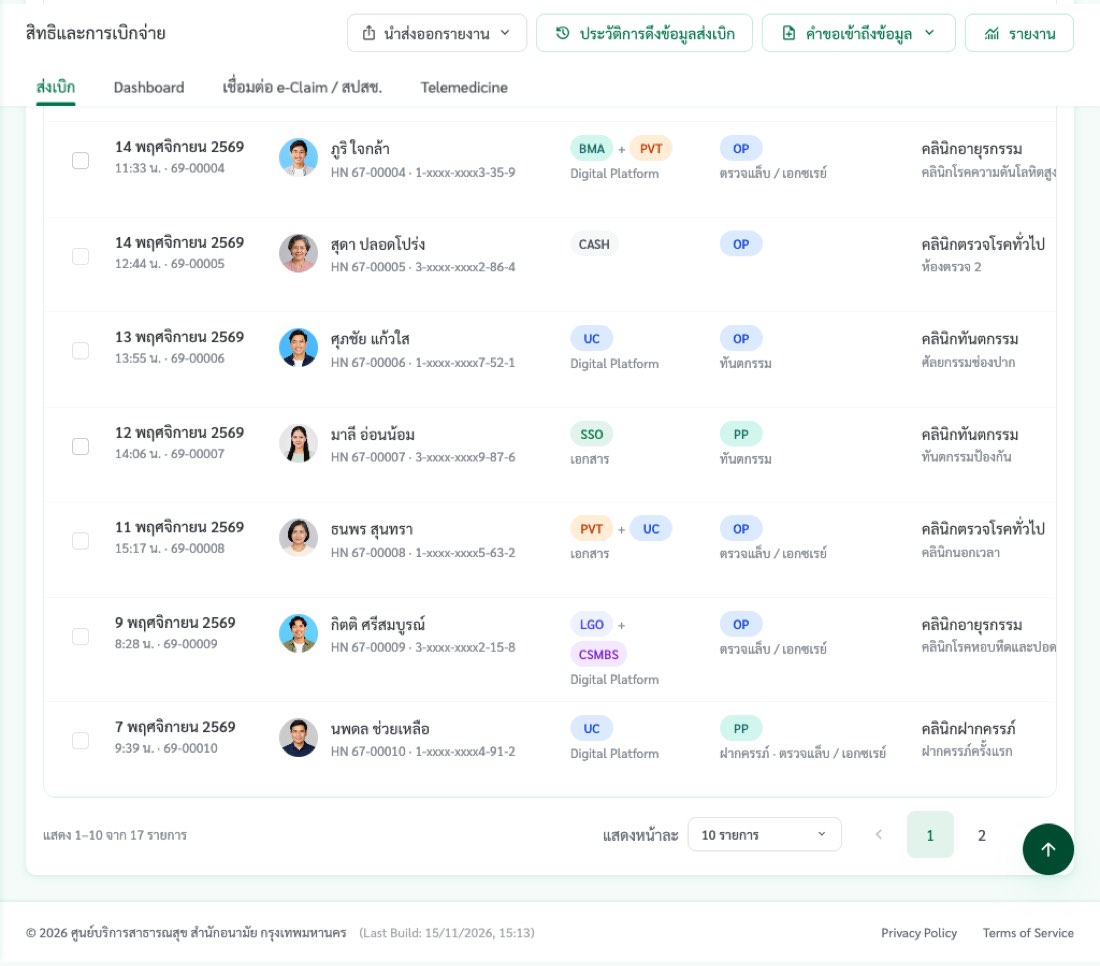 สิทธิและการเบิกจ่าย
นำส่งออกรายงาน
ประวัติการดึงข้อมูลส่งเบิก
คำขอเข้าถึงข้อมูล
รายงาน
ส่งเบิก
Dashboard
เชื่อมต่อ e-Claim / สปสช.
Telemedicine
14 พฤศจิกายน 2569
11:33 น. · 69-00004
ภูริ ใจกล้า
HN 67-00004 · 1-xxxx-xxxx3-35-9
BMA + PVT
Digital Platform
OP
ตรวจแล็บ / เอกซเรย์
คลินิกอายุรกรรม
คลินิกโรคความดันโลหิตสูง
14 พฤศจิกายน 2569
12:44 น. · 69-00005
สุดา ปลอดโปร่ง
HN 67-00005 · 3-xxxx-xxxx2-86-4
CASH
OP
คลินิกตรวจโรคทั่วไป
ห้องตรวจ 2
13 พฤศจิกายน 2569
13:55 น. · 69-00006
ศุภชัย แก้วใส
HN 67-00006 · 1-xxxx-xxxx7-52-1
UC
Digital Platform
OP
ทันตกรรม
คลินิกทันตกรรม
ศัลยกรรมช่องปาก
12 พฤศจิกายน 2569
14:06 น. · 69-00007
มาลี อ่อนน้อม
HN 67-00007 · 3-xxxx-xxxx9-87-6
SSO
เอกสาร
PP
ทันตกรรม
คลินิกทันตกรรม
ทันตกรรมป้องกัน
11 พฤศจิกายน 2569
15:17 น. · 69-00008
ธนพร สุนทรา
HN 67-00008 · 1-xxxx-xxxx5-63-2
PVT + UC
เอกสาร
OP
ตรวจแล็บ / เอกซเรย์
คลินิกตรวจโรคทั่วไป
คลินิกนอกเวลา
9 พฤศจิกายน 2569
8:28 น. · 69-00009
กิตติ ศรีสมบูรณ์
HN 67-00009 · 3-xxxx-xxxx2-15-8
LGO +
CSMBS
Digital Platform
OP
ตรวจแล็บ / เอกซเรย์
คลินิกอายุรกรรม
คลินิกโรคหอบหืดและปอด
7 พฤศจิกายน 2569
9:39 น. · 69-00010
นพดล ช่วยเหลือ
HN 67-00010 · 1-xxxx-xxxx4-91-2
UC
Digital Platform
PP
ฝากครรภ์ · ตรวจแล็บ / เอกซเรย์
คลินิกฝากครรภ์
ฝากครรภ์ครั้งแรก
แสดง 1–10 จาก 17 รายการ
แสดงหน้าละ
10 รายการ
1
2
© 2026 ศูนย์บริการสาธารณสุข สำนักอนามัย กรุงเทพมหานคร (Last Build: 15/11/2026, 15:13)
Privacy Policy
Terms of Service